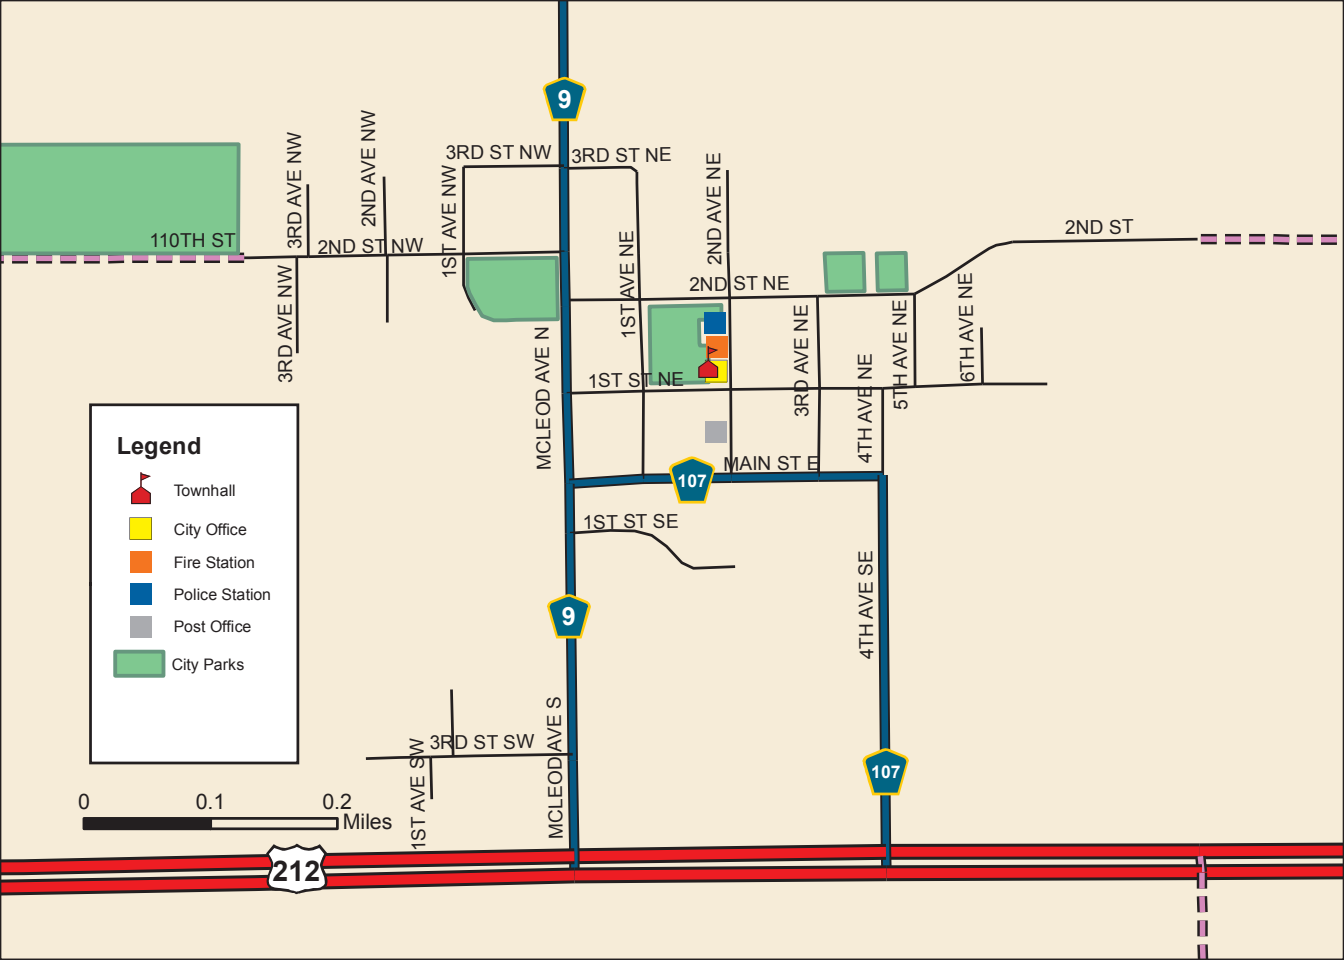 9
3RD ST NW
3RD ST NE
3RD AVE NW
2ND AVE NW
1ST AVE NW
2ND AVE NE
110TH ST
2ND ST NW
2ND ST
1ST AVE NE
2ND ST NE
3RD AVE NW
3RD AVE NE
5TH AVE NE
6TH AVE NE
MCLEOD AVE N
1ST ST NE
4TH AVE NE
MAIN ST E
107
1ST ST SE
Legend
Townhall
City Office
Fire Station
Police Station
Post Office
City Parks
9
4TH AVE SE
MCLEOD AVE S
3RD ST SW
1ST AVE SW
107
0 0.1 0.2
Miles
212